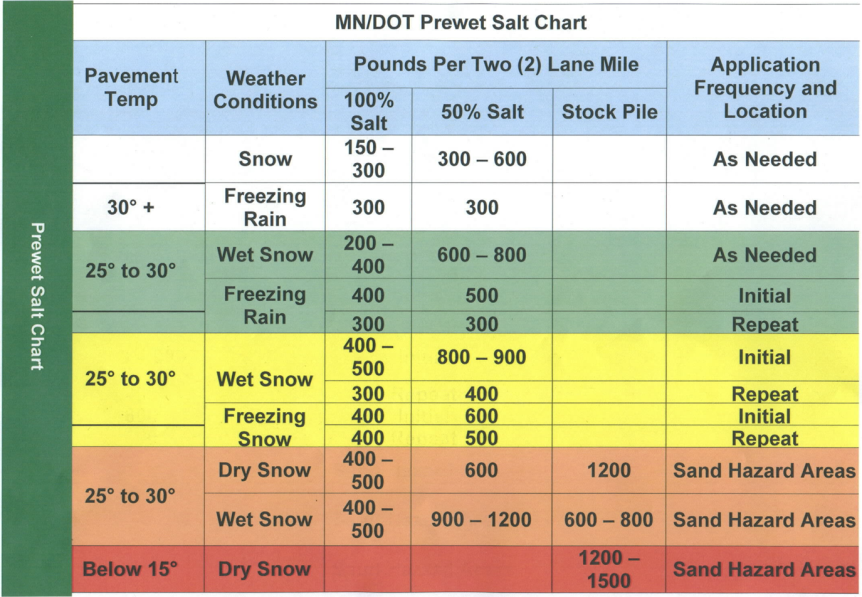 MN/DOT Prewet Salt Chart
Prewet Salt Chart
Pavement Temp
Weather Conditions
Pounds Per Two (2) Lane Mile
Application Frequency and Location
100% Salt
50% Salt
Stock Pile
Snow
150 – 300
300 – 600
As Needed
30° +
Freezing Rain
300
300
As Needed
25° to 30°
Wet Snow
200 – 400
600 – 800
As Needed
Freezing Rain
400
500
Initial
300
300
Repeat
25° to 30°
Wet Snow
400 – 500
800 – 900
Initial
300
400
Repeat
Freezing Snow
400
600
Initial
400
500
Repeat
25° to 30°
Dry Snow
400 – 500
600
1200
Sand Hazard Areas
Wet Snow
400 – 500
900 – 1200
600 – 800
Sand Hazard Areas
Below 15°
Dry Snow
1200 – 1500
Sand Hazard Areas